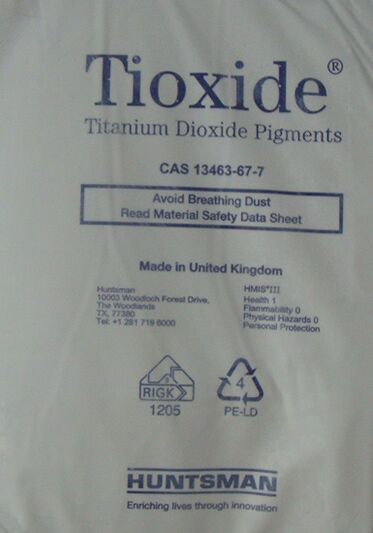 Tioxide®
Titanium Dioxide Pigments
CAS 13463-67-7
Avoid Breathing Dust
Read Material Safety Data Sheet
Made in United Kingdom
Huntsman
10003 Woodloch Forest Drive,
The Woodlands
TX, 77380
Tel: +1 281 719 6000
HMIS®III
Health 1
Flammability 0
Physical Hazards 0
Personal Protection
RIGK
1205
4
PE-LD
HUNTSMAN
Enriching lives through innovation